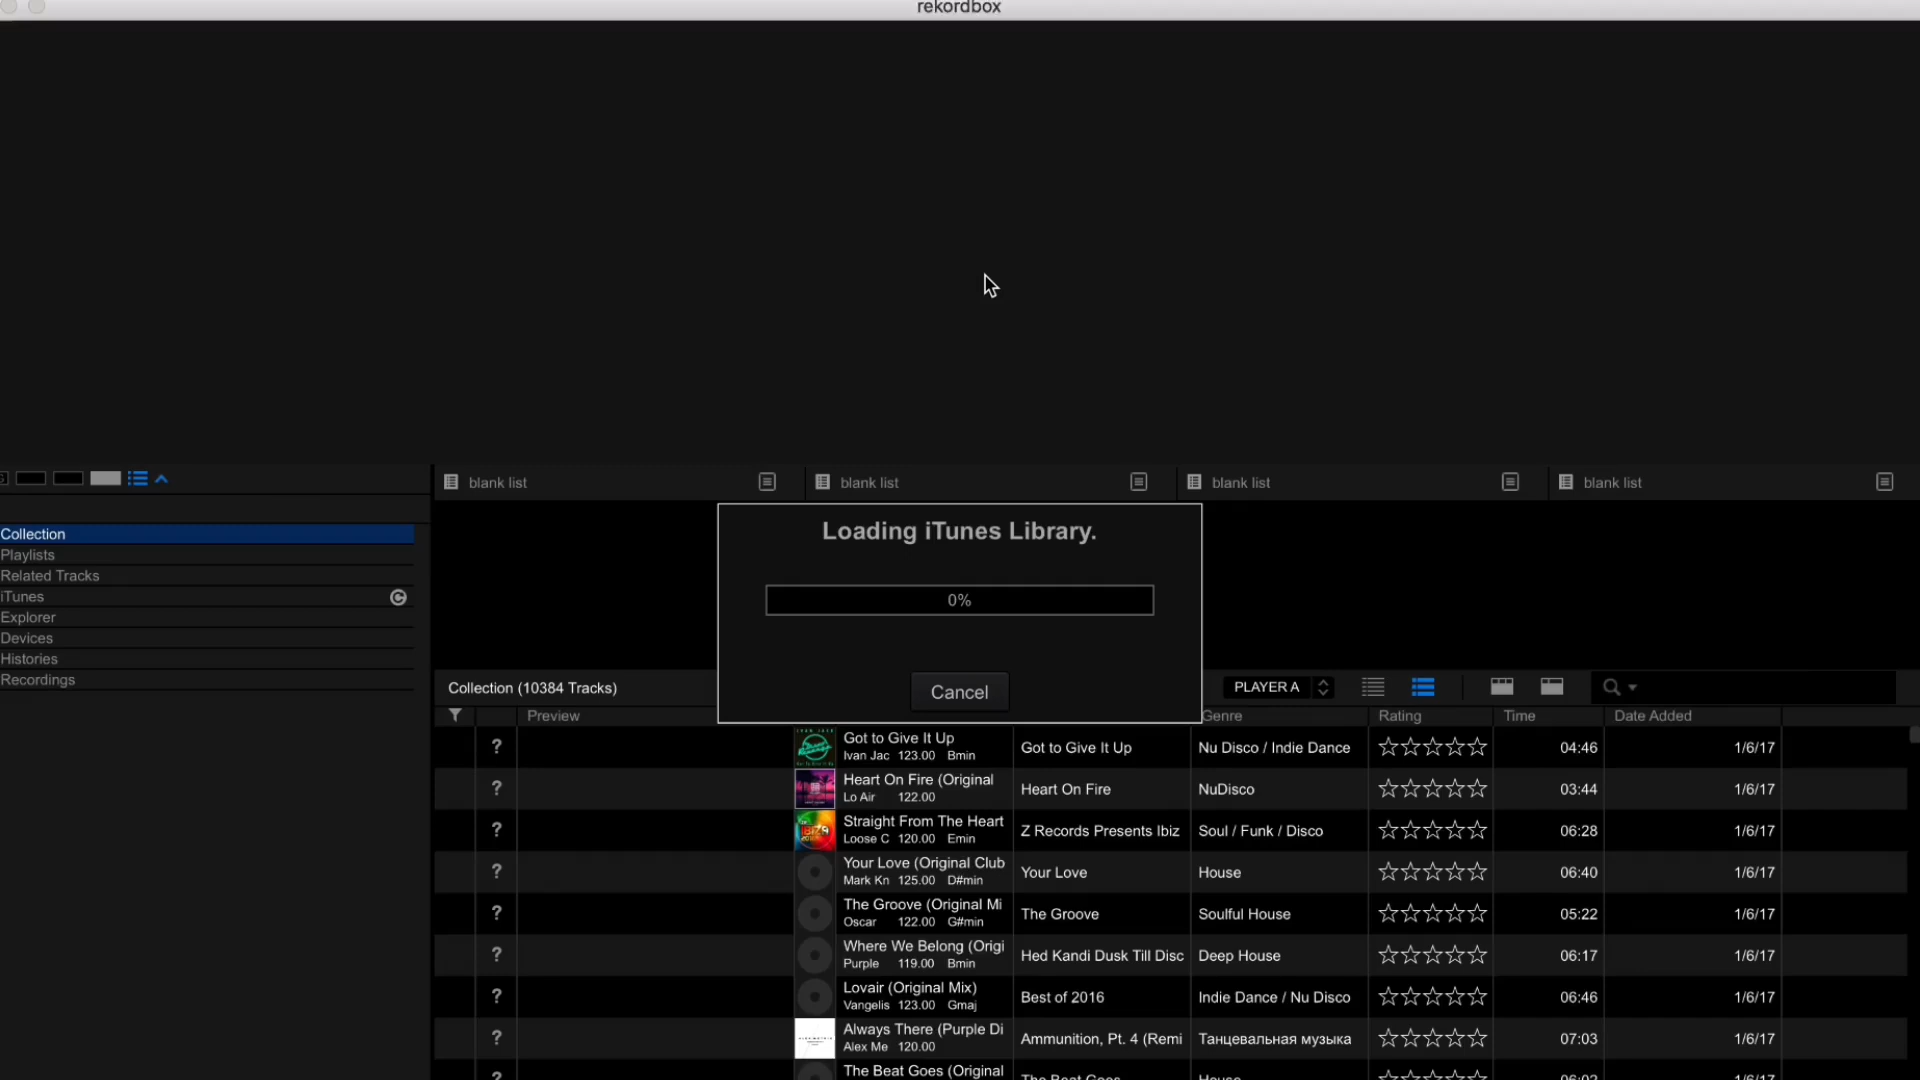 rekordbox
blank list
blank list
blank list
blank list
Collection
Playlists
Related Tracks
iTunes
Explorer
Devices
Histories
Recordings
Loading iTunes Library.
0%
Cancel
Collection (10384 Tracks)
PLAYER A
Preview Genre Rating Time Date Added
? Got to Give It Up
Ivan Jac 123.00 Bmin
Got to Give It Up Nu Disco / Indie Dance 04:46 1/6/17
? Heart On Fire (Original
Lo Air 122.00
Heart On Fire NuDisco 03:44 1/6/17
? Straight From The Heart
Loose C 120.00 Emin
Z Records Presents Ibiz Soul / Funk / Disco 06:28 1/6/17
? Your Love (Original Club
Mark Kn 125.00 D#min
Your Love House 06:40 1/6/17
? The Groove (Original Mi
Oscar 122.00 G#min
The Groove Soulful House 05:22 1/6/17
? Where We Belong (Origi
Purple 119.00 Bmin
Hed Kandi Dusk Till Disc Deep House 06:17 1/6/17
? Lovair (Original Mix)
Vangelis 123.00 Gmaj
Best of 2016 Indie Dance / Nu Disco 06:46 1/6/17
? Always There (Purple Di
Alex Me 120.00
Ammunition, Pt. 4 (Remi Танцевальная музыка 07:03 1/6/17
? The Beat Goes (Original